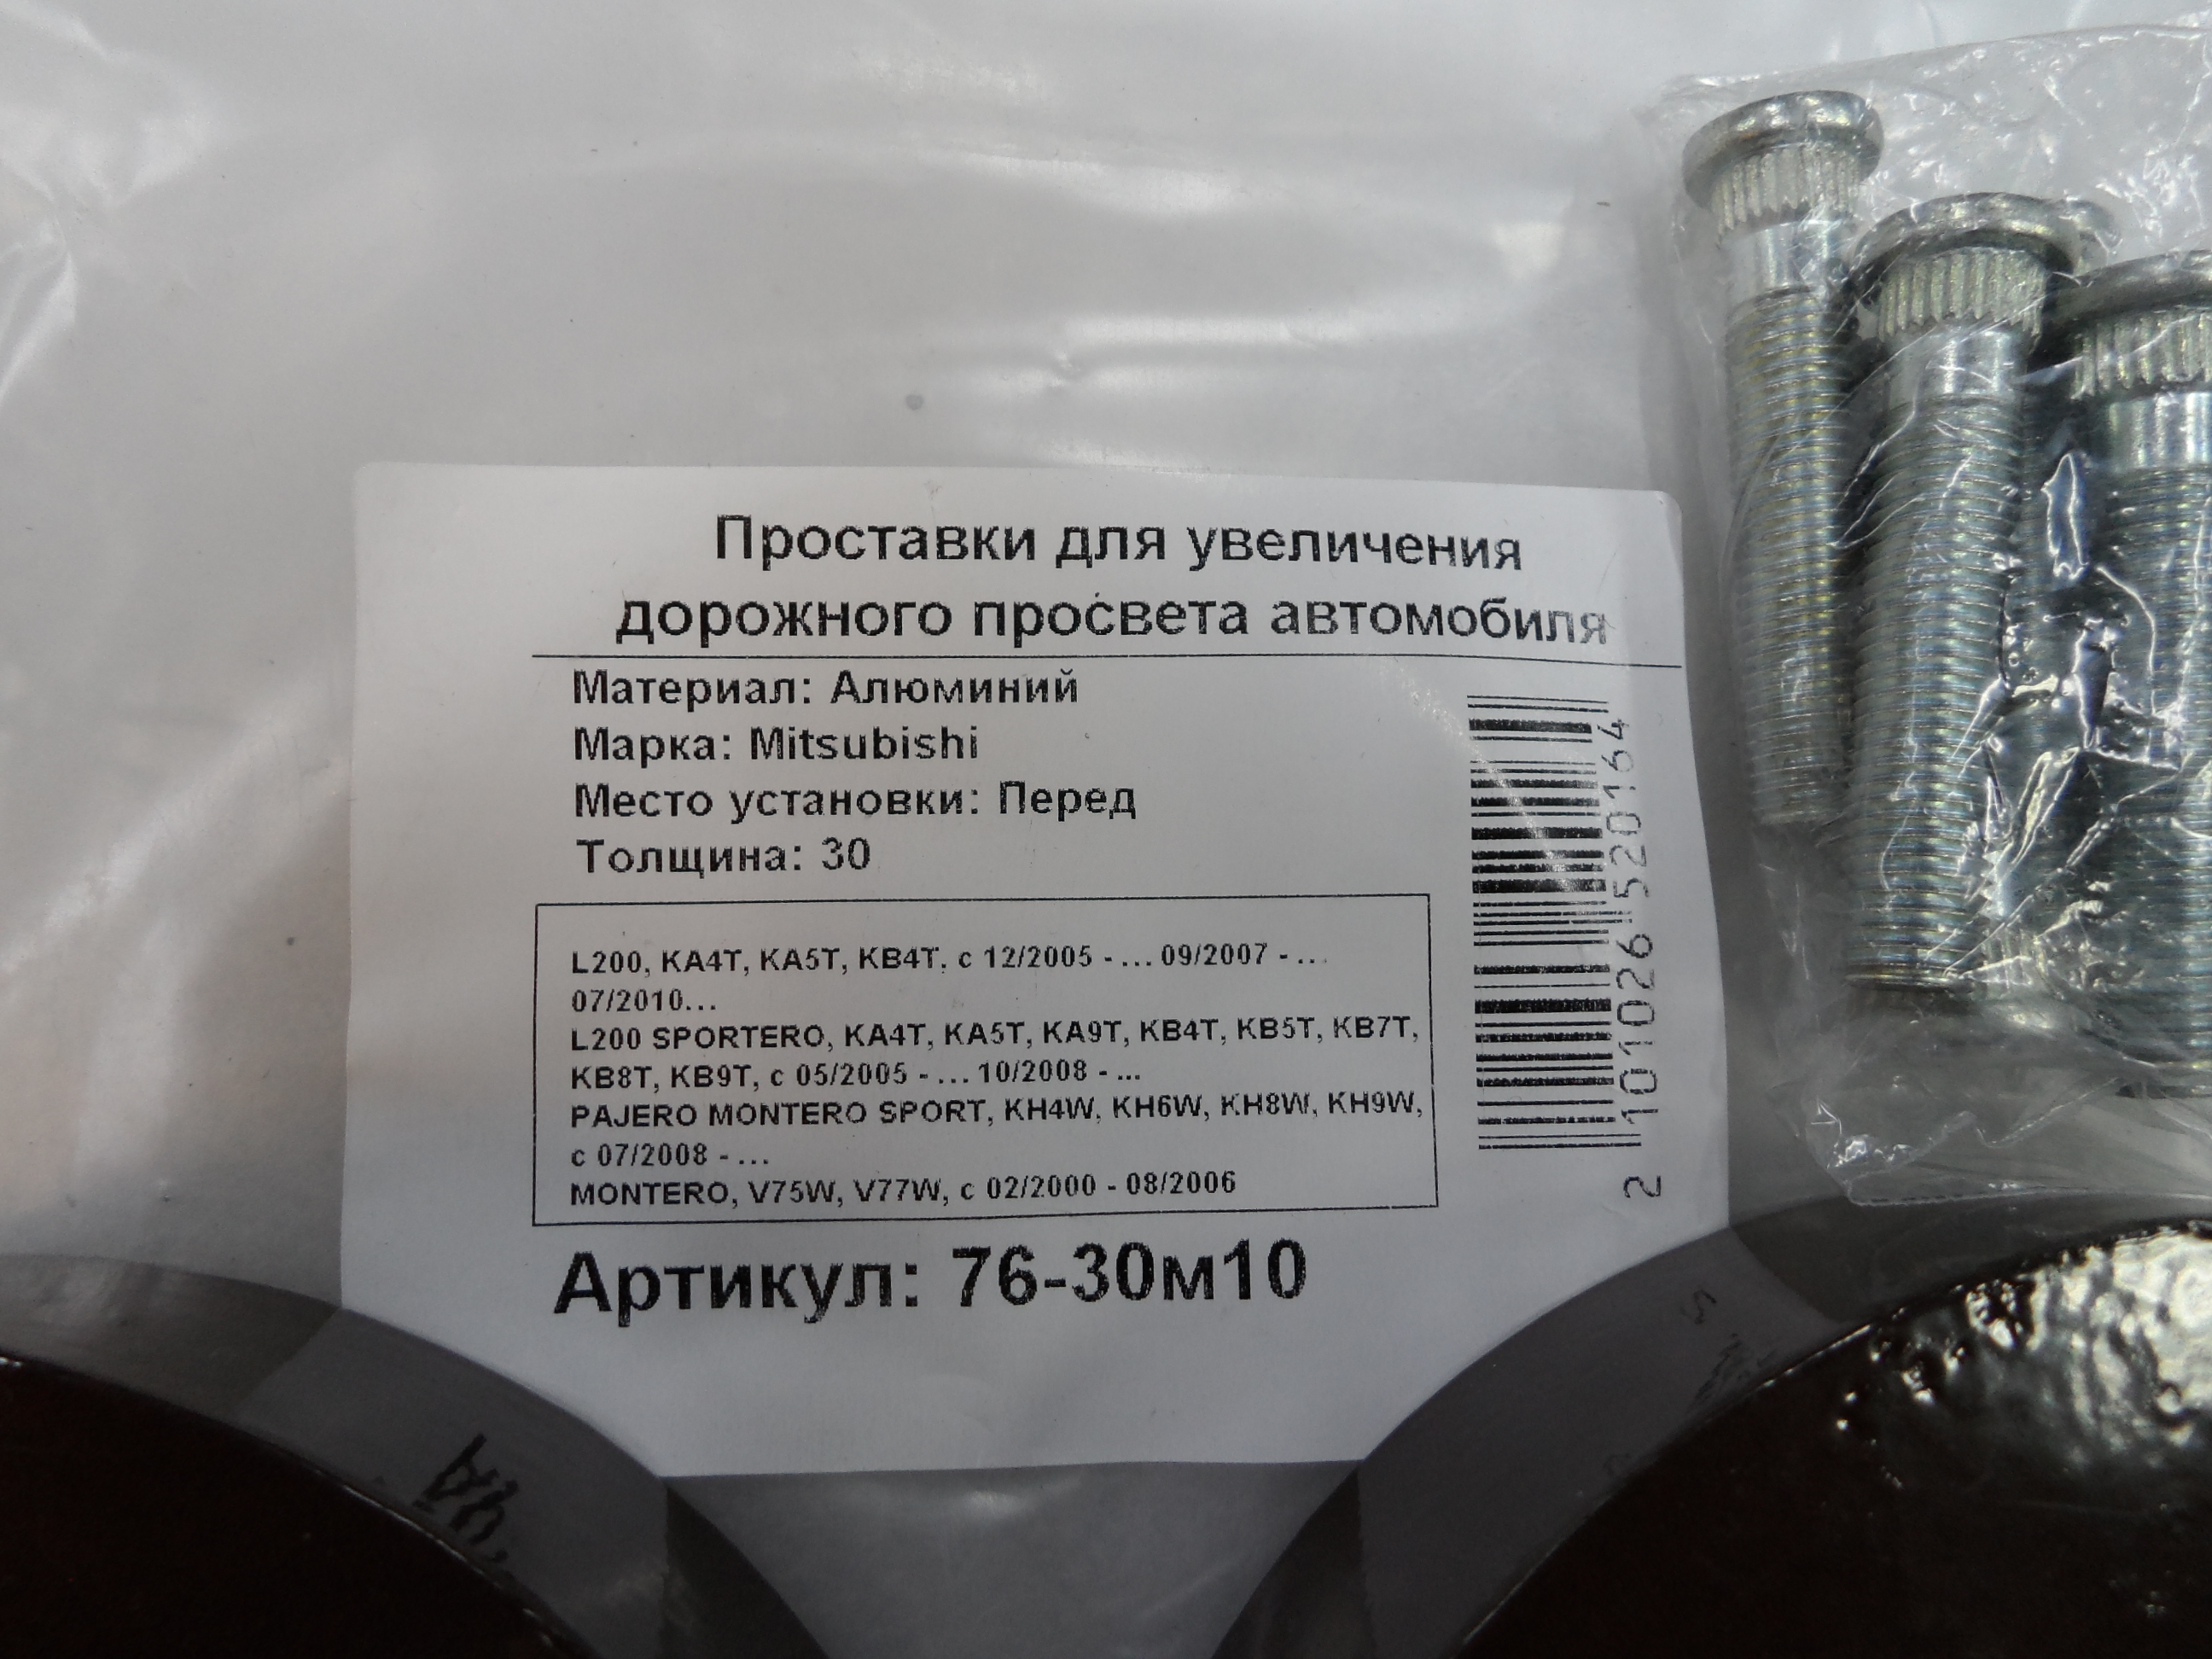 Проставки для увеличения
дорожного просвета автомобиля
Материал: Алюминий
Марка: Mitsubishi
Место установки: Перед
Толщина: 30
L200, KA4T, KA5T, KB4T, с 12/2005 - ... 09/2007 - ...
07/2010...
L200 SPORTERO, KA4T, KA5T, KA9T, KB4T, KB5T, KB7T,
KB8T, KB9T, с 05/2005 - ... 10/2008 - ...
PAJERO MONTERO SPORT, KH4W, KH6W, KH8W, KH9W,
с 07/2008 - ...
MONTERO, V75W, V77W, с 02/2000 - 08/2006
Артикул: 76-30м10
2 101026 520164